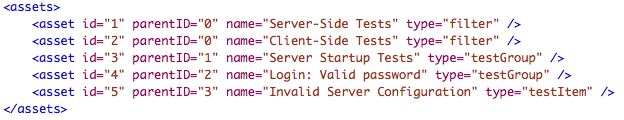 <assets>
    <asset id="1" parentID="0" name="Server-Side Tests" type="filter" />
    <asset id="2" parentID="0" name="Client-Side Tests" type="filter" />
    <asset id="3" parentID="1" name="Server Startup Tests" type="testGroup" />
    <asset id="4" parentID="2" name="Login: Valid password" type="testGroup" />
    <asset id="5" parentID="3" name="Invalid Server Configuration" type="testItem" />
</assets>